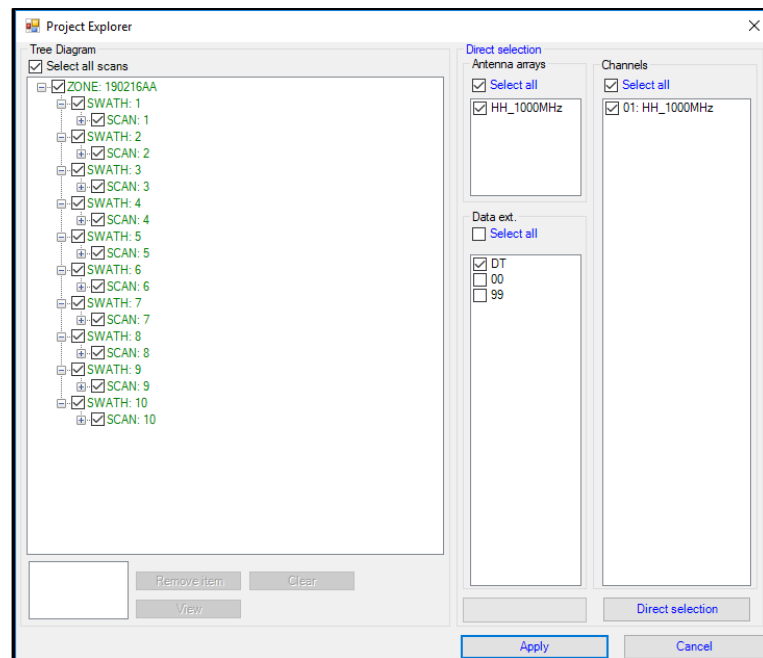 Project Explorer
Tree Diagram
Select all scans
ZONE: 190216AA
SWATH: 1
SCAN: 1
SWATH: 2
SCAN: 2
SWATH: 3
SCAN: 3
SWATH: 4
SCAN: 4
SWATH: 5
SCAN: 5
SWATH: 6
SCAN: 6
SWATH: 7
SCAN: 7
SWATH: 8
SCAN: 8
SWATH: 9
SCAN: 9
SWATH: 10
SCAN: 10
Remove item
Clear
View
Direct selection
Antenna arrays
Select all
HH_1000MHz
Data ext.
Select all
DT
00
99
Channels
Select all
01: HH_1000MHz
Direct selection
Apply
Cancel